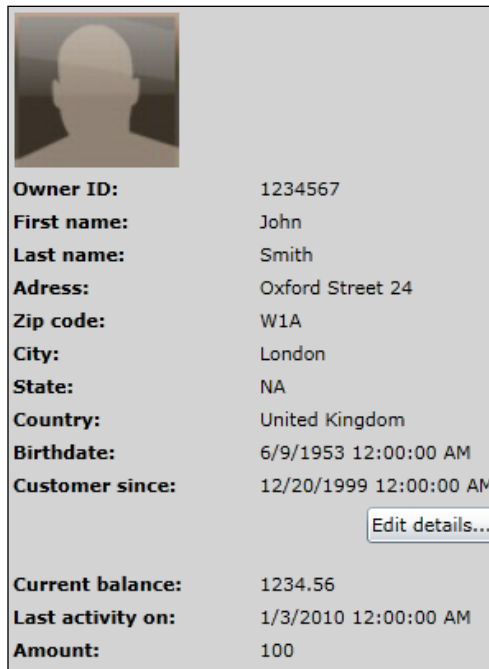 Owner ID: 1234567
First name: John
Last name: Smith
Adress: Oxford Street 24
Zip code: W1A
City: London
State: NA
Country: United Kingdom
Birthdate: 6/9/1953 12:00:00 AM
Customer since: 12/20/1999 12:00:00 AM
Edit details...
Current balance: 1234.56
Last activity on: 1/3/2010 12:00:00 AM
Amount: 100